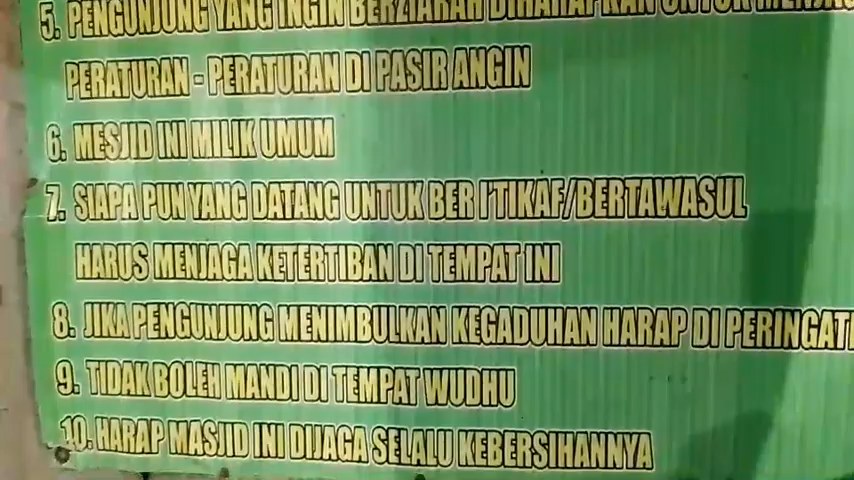 5. PENGUNJUNG YANG INGIN BERZIARAH DIHARAPKAN UNTUK
PERATURAN - PERATURAN DI PASIR ANGIN
6. MESJID INI MILIK UMUM
7. SIAPA PUN YANG DATANG UNTUK BER I'TIKAF/BERTAWASUL
HARUS MENJAGA KETERTIBAN DI TEMPAT INI
8. JIKA PENGUNJUNG MENIMBULKAN KEGADUHAN HARAP DI PERINGATI
9. TIDAK BOLEH MANDI DI TEMPAT WUDHU
10. HARAP MASJID INI DIJAGA SELALU KEBERSIHANNYA